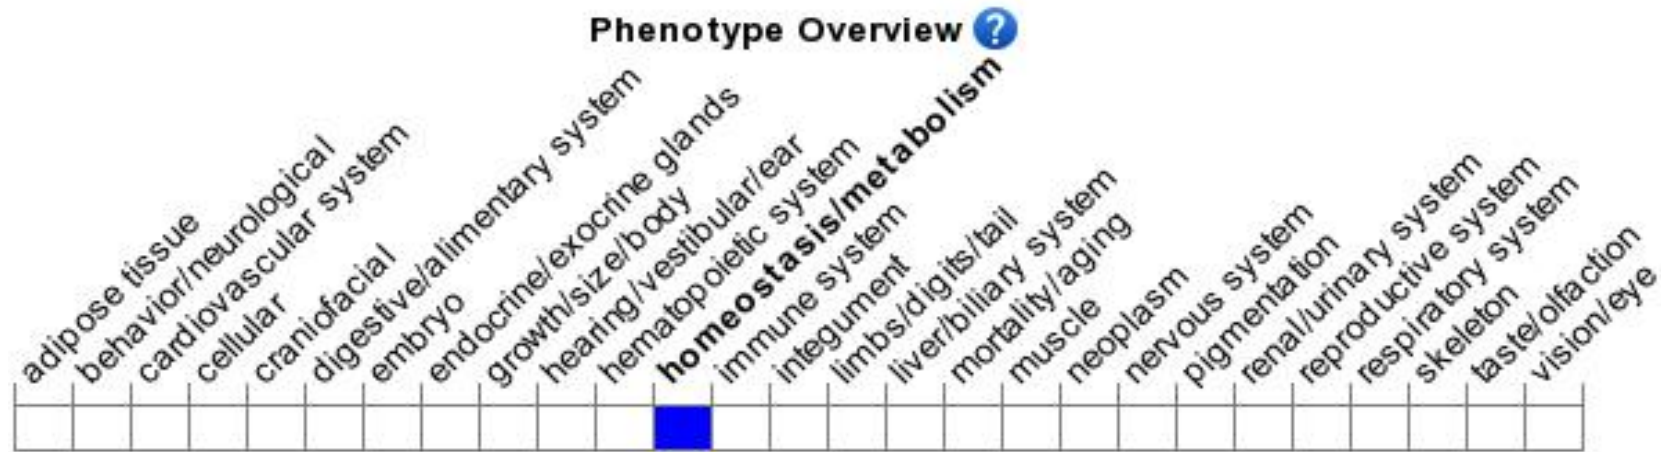 Phenotype Overview ?
adipose tissue
behavior/neurological
cardiovascular system
cellular
craniofacial
digestive/alimentary system
embryo
endocrine/exocrine glands
growth/size/body
hearing/vestibular/ear
hematopoietic system
homeostasis/metabolism
immune system
integument
limbs/digits/tail
liver/biliary system
mortality/aging
muscle
neoplasm
nervous system
pigmentation
renal/urinary system
reproductive system
respiratory system
skeleton
taste/olfaction
vision/eye